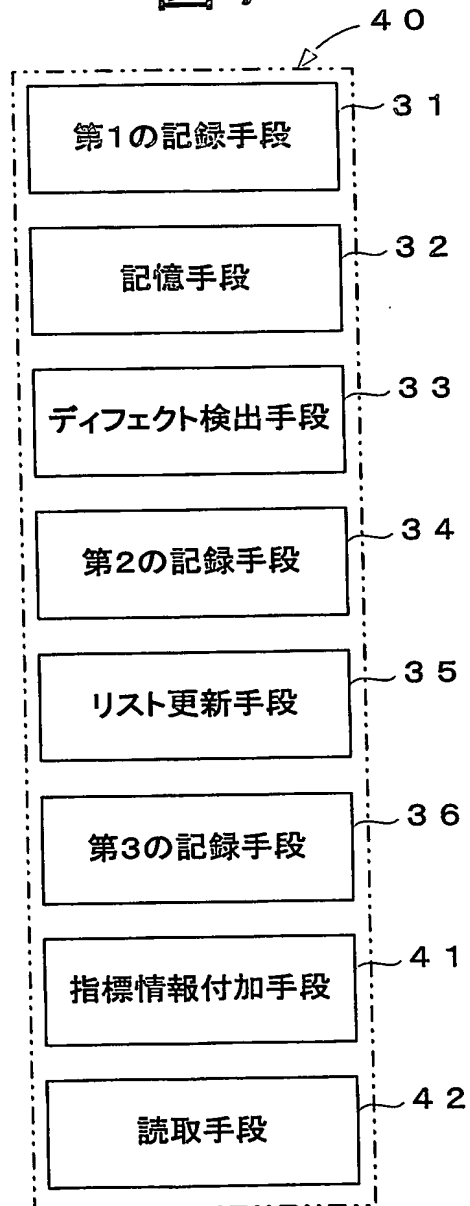 40
第1の記録手段 31
記憶手段 32
ディフェクト検出手段 33
第2の記録手段 34
リスト更新手段 35
第3の記録手段 36
指標情報付加手段 41
読取手段 42